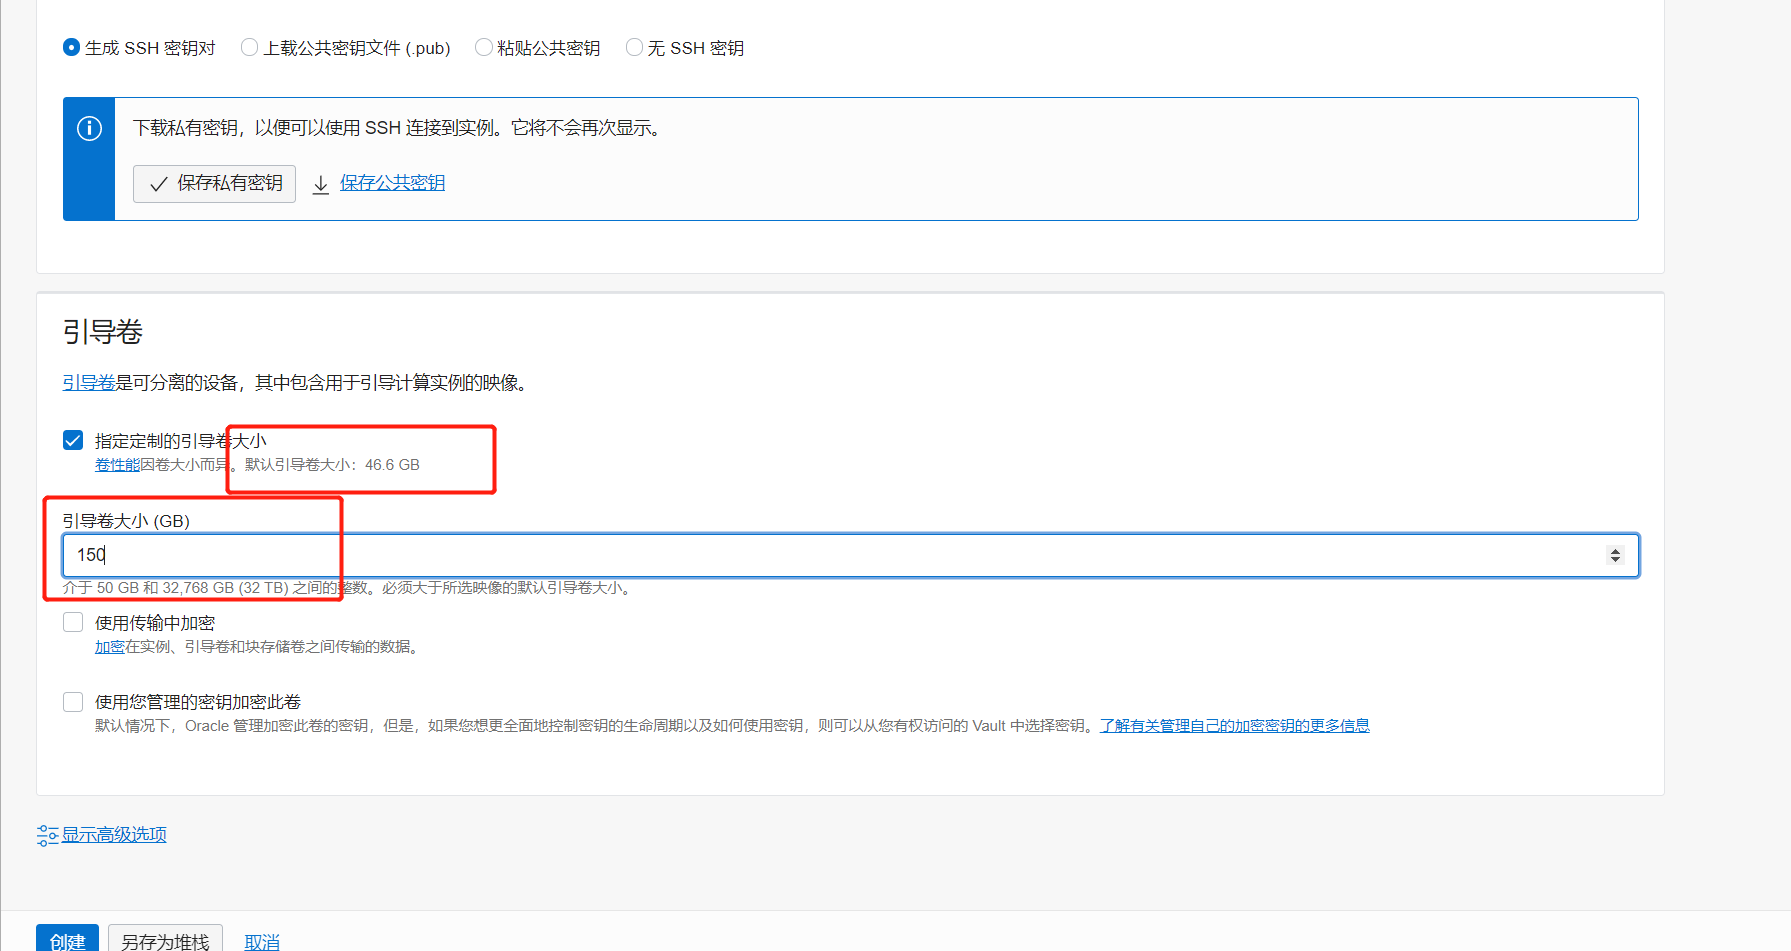 生成 SSH 密钥对 上载公共密钥文件 (.pub) 粘贴公共密钥 无 SSH 密钥
下载私有密钥，以便可以使用 SSH 连接到实例。它将不会再次显示。
保存私有密钥 保存公共密钥
引导卷
引导卷是可分离的设备，其中包含用于引导计算实例的映像。
指定定制的引导卷大小
卷性能因卷大小而异。默认引导卷大小：46.6 GB
引导卷大小 (GB)
150
介于 50 GB 和 32,768 GB (32 TB) 之间的整数。必须大于所选映像的默认引导卷大小。
使用传输中加密
加密在实例、引导卷和块存储卷之间传输的数据。
使用您管理的密钥加密此卷
默认情况下，Oracle 管理加密此卷的密钥，但是，如果您想更全面地控制密钥的生命周期以及如何使用密钥，则可以从您有权访问的 Vault 中选择密钥。了解有关管理自己的加密密钥的更多信息
显示高级选项
创建 另存为堆栈 取消